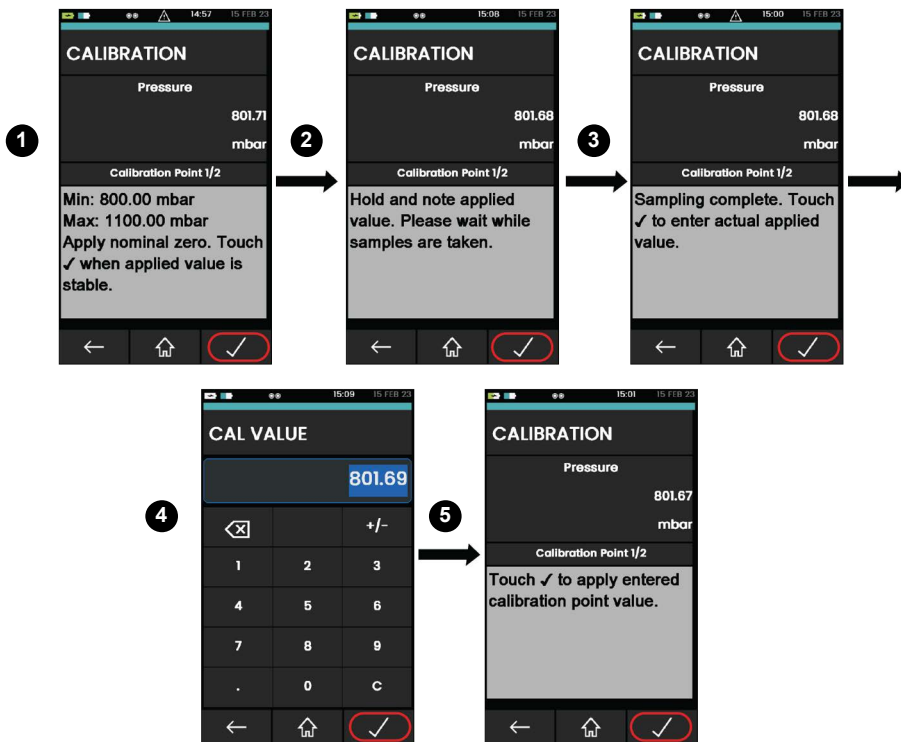 14:57 15 FEB 23
CALIBRATION
Pressure
801.71
mbar
1
Calibration Point 1/2
Min: 800.00 mbar
Max: 1100.00 mbar
Apply nominal zero. Touch
✓ when applied value is
stable.
15:08 15 FEB 23
CALIBRATION
Pressure
801.68
mbar
2
Calibration Point 1/2
Hold and note applied
value. Please wait while
samples are taken.
15:00 15 FEB 23
CALIBRATION
Pressure
801.68
mbar
3
Calibration Point 1/2
Sampling complete. Touch
✓ to enter actual applied
value.
15:09 15 FEB 23
CAL VALUE
801.69
4
+/-
1 2 3
4 5 6
7 8 9
. 0 C
15:01 15 FEB 23
CALIBRATION
Pressure
801.67
mbar
5
Calibration Point 1/2
Touch ✓ to apply entered
calibration point value.